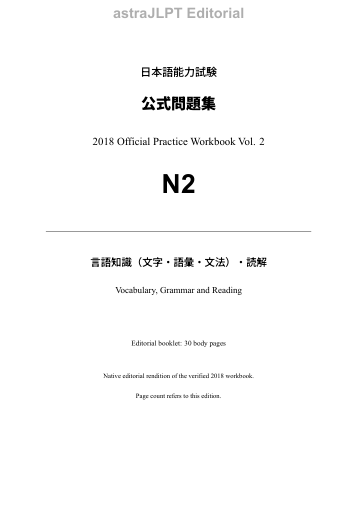 astraJLPT Editorial
日本語能力試験
公式問題集
2018 Official Practice Workbook Vol. 2
N2
言語知識（文字・語彙・文法）・読解
Vocabulary, Grammar and Reading
Editorial booklet: 30 body pages
Native editorial rendition of the verified 2018 workbook.
Page count refers to this edition.